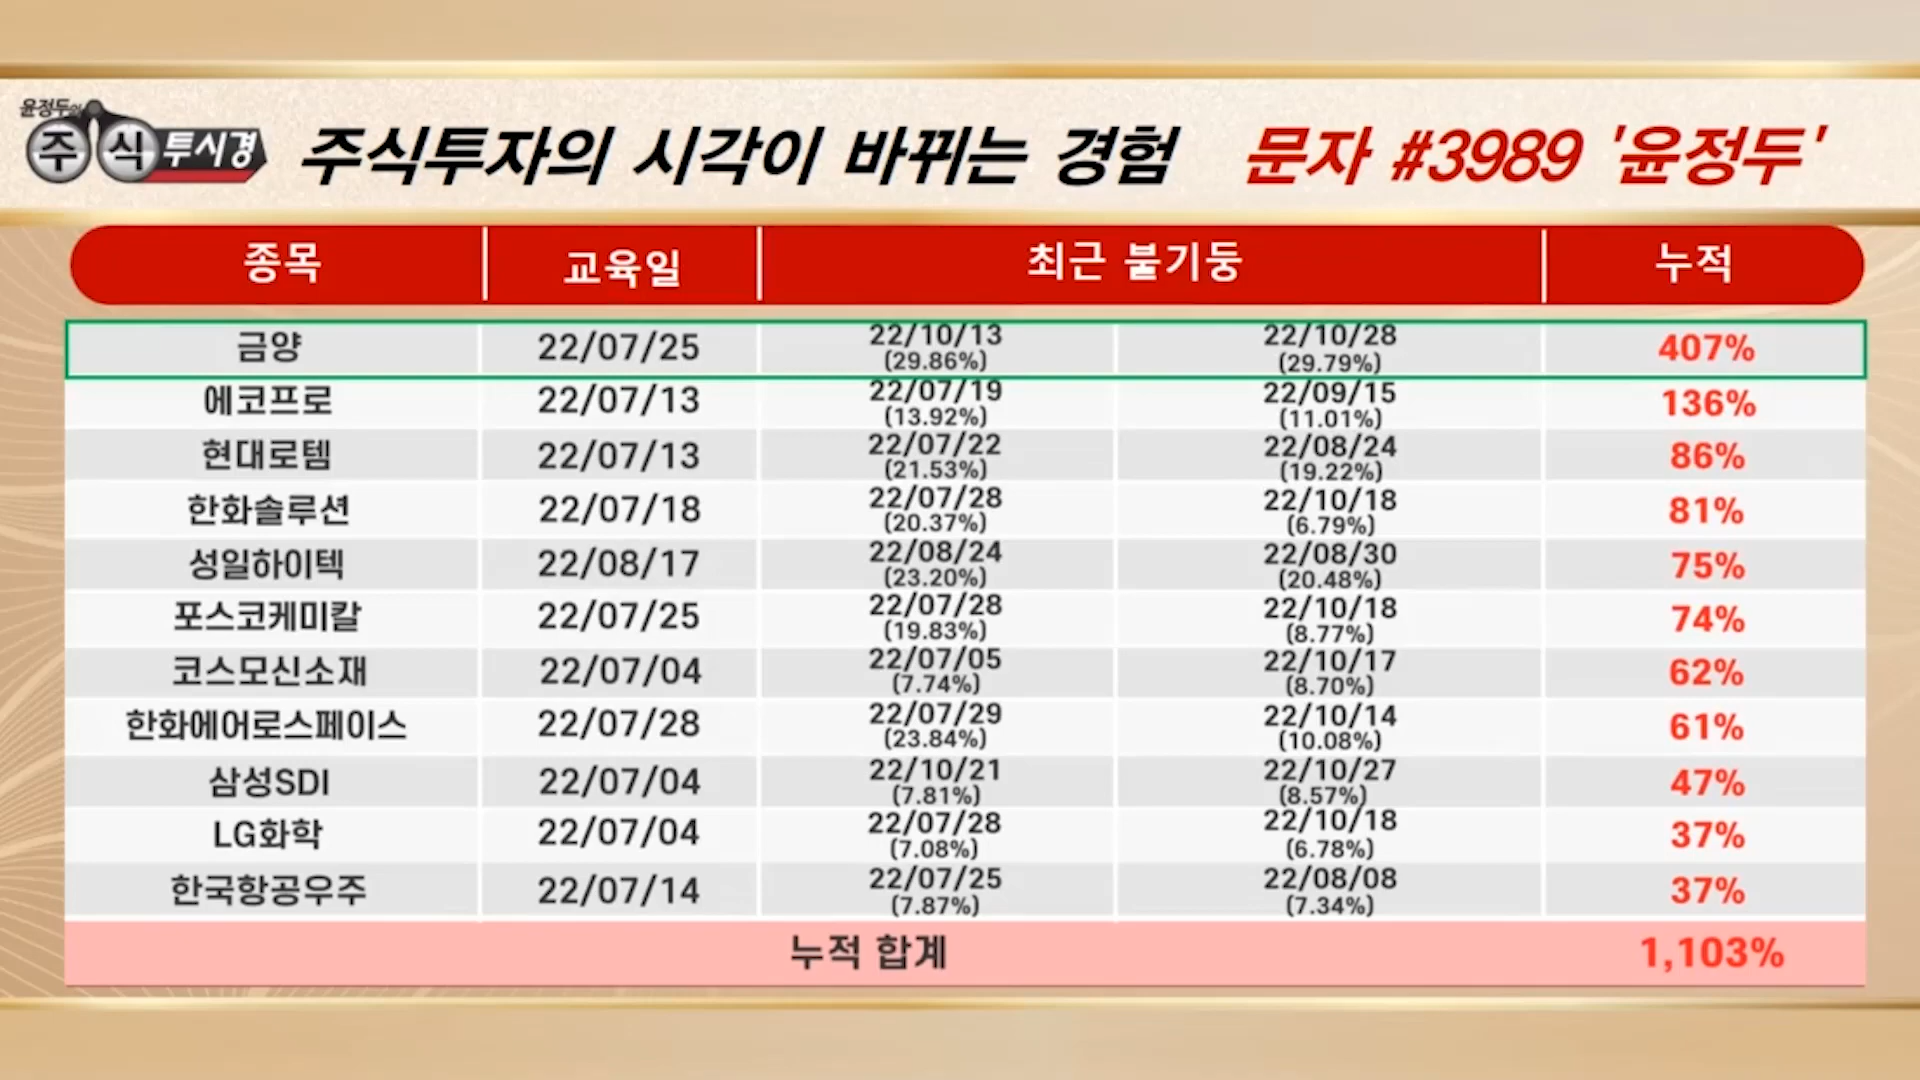 윤정두의
주식투시경
주식투자의 시각이 바뀌는 경험 문자 #3989 '윤정두'
종목 교육일 최근 불기둥 누적
금양 22/07/25 22/10/13 (29.86%) 22/10/28 (29.79%) 407%
에코프로 22/07/13 22/07/19 (13.92%) 22/09/15 (11.01%) 136%
현대로템 22/07/13 22/07/22 (21.53%) 22/08/24 (19.22%) 86%
한화솔루션 22/07/18 22/07/28 (20.37%) 22/10/18 (6.79%) 81%
성일하이텍 22/08/17 22/08/24 (23.20%) 22/08/30 (20.48%) 75%
포스코케미칼 22/07/25 22/07/28 (19.83%) 22/10/18 (8.77%) 74%
코스모신소재 22/07/04 22/07/05 (7.74%) 22/10/17 (8.70%) 62%
한화에어로스페이스 22/07/28 22/07/29 (23.84%) 22/10/14 (10.08%) 61%
삼성SDI 22/07/04 22/10/21 (7.81%) 22/10/27 (8.57%) 47%
LG화학 22/07/04 22/07/28 (7.08%) 22/10/18 (6.78%) 37%
한국항공우주 22/07/14 22/07/25 (7.87%) 22/08/08 (7.34%) 37%
누적 합계 1,103%